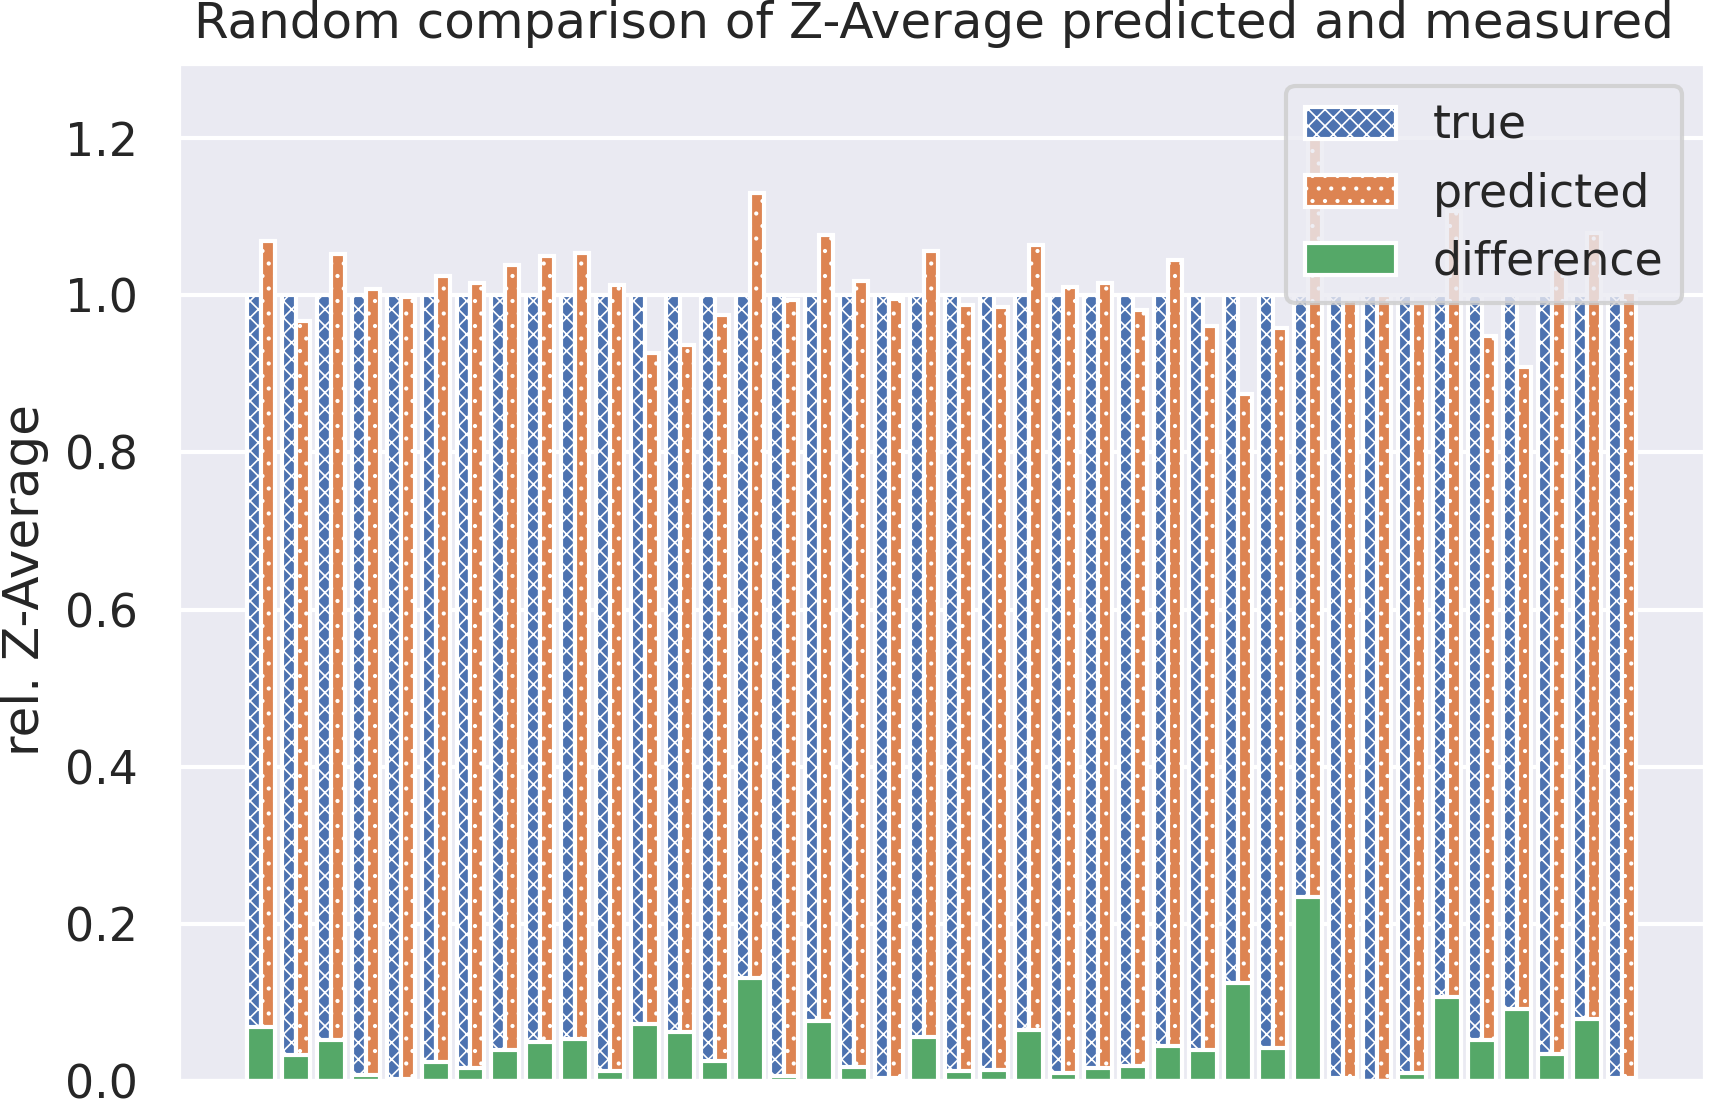 Random comparison of Z-Average predicted and measured
rel. Z-Average
1.2
1.0
0.8
0.6
0.4
0.2
0.0
true
predicted
difference